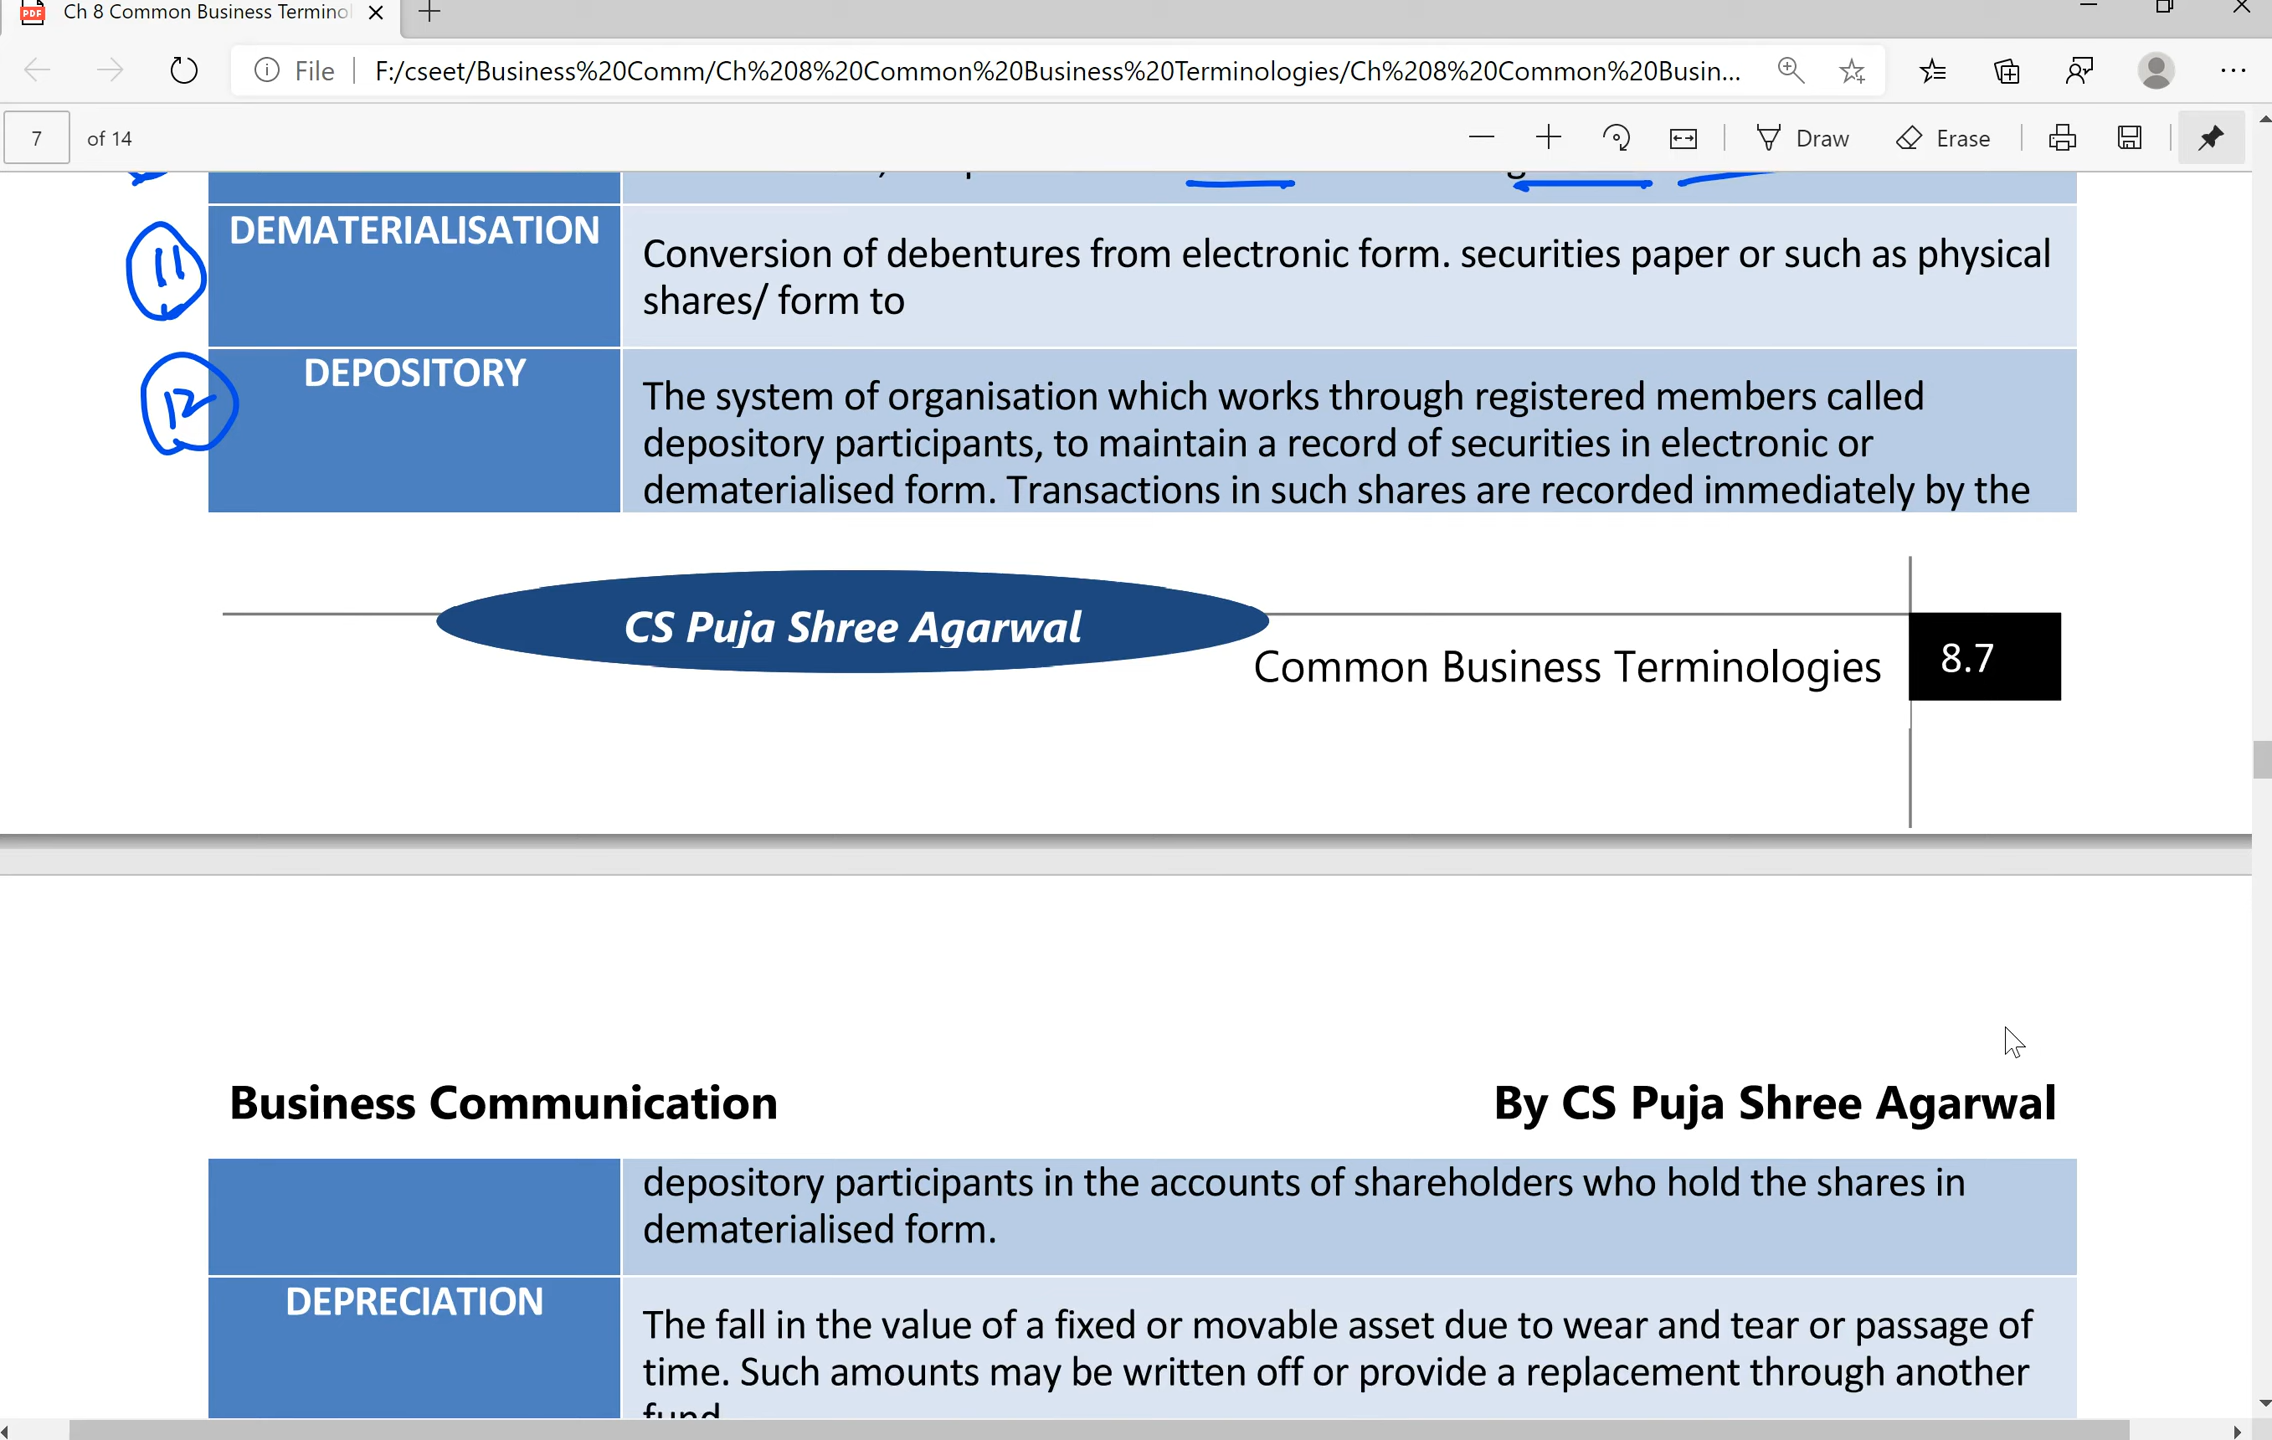 Ch 8 Common Business Terminol
File
F:/cseet/Business%20Comm/Ch%208%20Common%20Business%20Terminologies/Ch%208%20Common%20Busin...
7 of 14
Draw
Erase
11
DEMATERIALISATION
Conversion of debentures from electronic form. securities paper or such as physical
shares/ form to
12
DEPOSITORY
The system of organisation which works through registered members called
depository participants, to maintain a record of securities in electronic or
dematerialised form. Transactions in such shares are recorded immediately by the
CS Puja Shree Agarwal
Common Business Terminologies
8.7
Business Communication
By CS Puja Shree Agarwal
depository participants in the accounts of shareholders who hold the shares in
dematerialised form.
DEPRECIATION
The fall in the value of a fixed or movable asset due to wear and tear or passage of
time. Such amounts may be written off or provide a replacement through another
fund